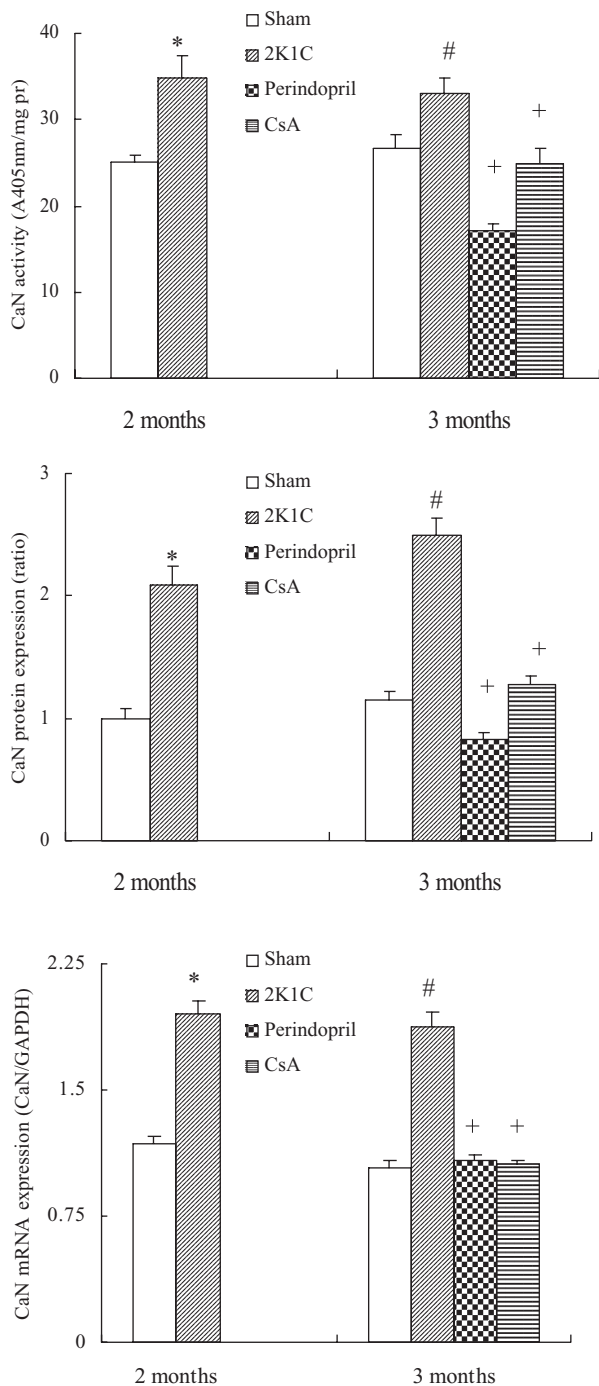 CaN activity (A405nm/mg pr)
50
40
30
20
10
0
Sham
2K1C
Perindopril
CsA
*
#
+
+
2 months
3 months
CaN protein expression (ratio)
3
2
1
0
Sham
2K1C
Perindopril
CsA
*
#
+
+
2 months
3 months
CaN mRNA expression (CaN/GAPDH)
2.25
1.5
0.75
0
Sham
2K1C
Perindopril
CsA
*
#
+
+
2 months
3 months